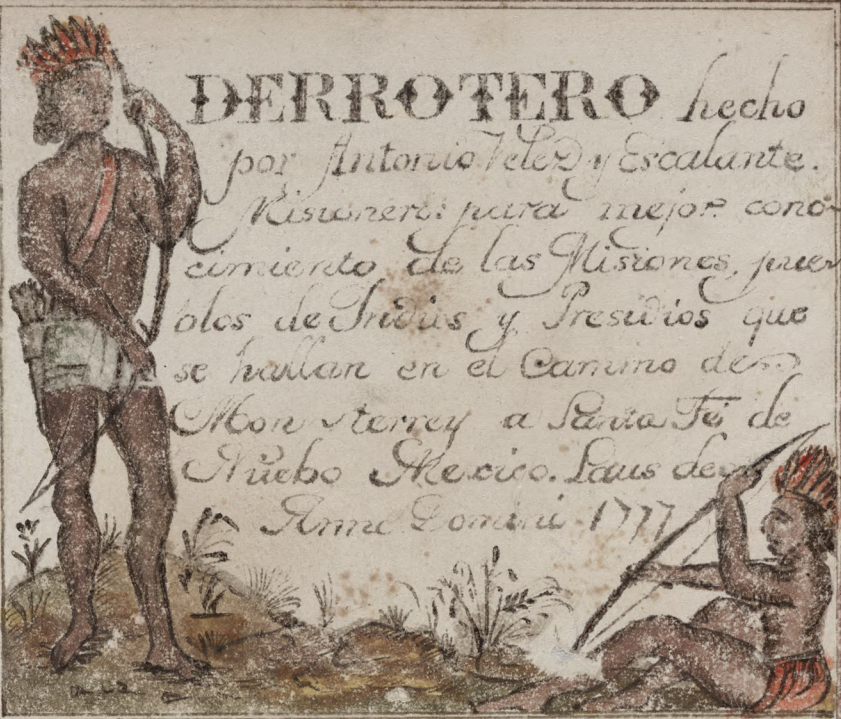 DERROTERO hecho
por Antonio Velez y Escalante.
Misionero: para mejor cono-
cimiento de las Misiones, pue-
blos de Indios y Presidios que
se hallan en el Camino de
Monterrey a Santa Fé de
Nuebo Mexico. Laus deo
Anno Domini 1777